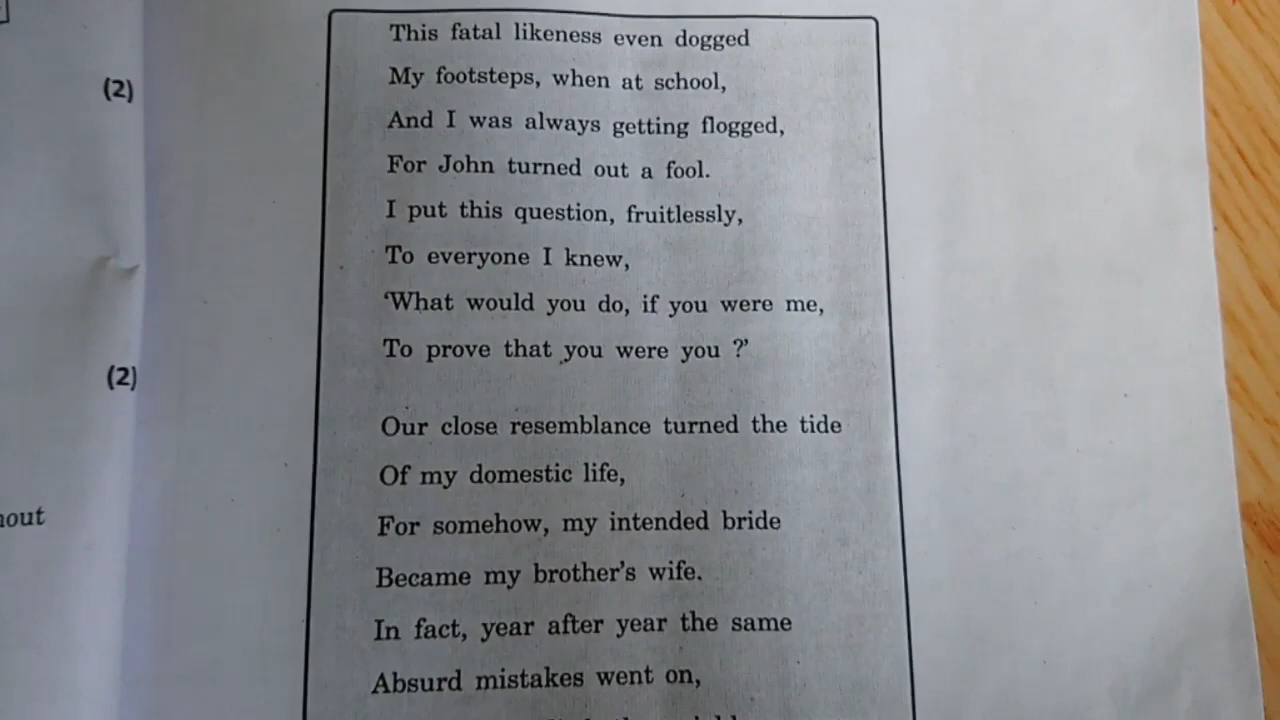 (2)
(2)
This fatal likeness even dogged
My footsteps, when at school,
And I was always getting flogged,
For John turned out a fool.
I put this question, fruitlessly,
To everyone I knew,
‘What would you do, if you were me,
To prove that you were you ?’
Our close resemblance turned the tide
Of my domestic life,
For somehow, my intended bride
Became my brother’s wife.
In fact, year after year the same
Absurd mistakes went on,